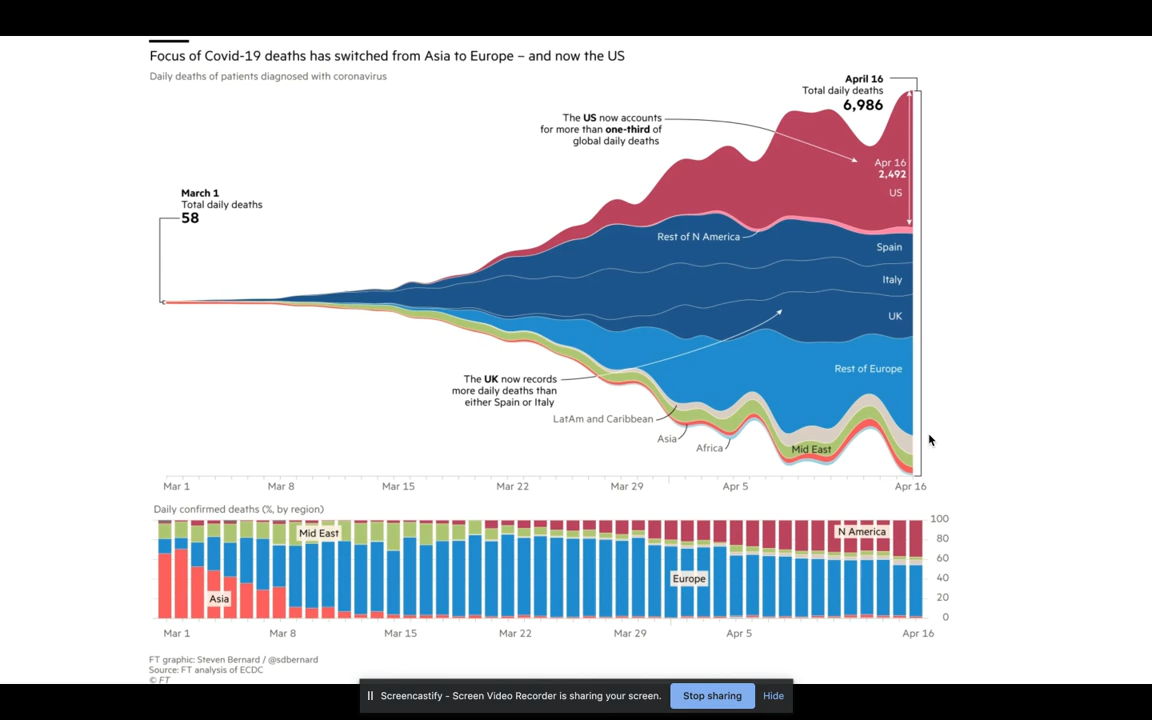 Focus of Covid-19 deaths has switched from Asia to Europe – and now the US
Daily deaths of patients diagnosed with coronavirus
April 16
Total daily deaths
6,986
The US now accounts
for more than one-third of
global daily deaths
Apr 16
2,492
US
March 1
Total daily deaths
58
Rest of N America
Spain
Italy
UK
Rest of Europe
The UK now records
more daily deaths than
either Spain or Italy
LatAm and Caribbean
Asia
Africa
Mid East
Mar 1
Mar 8
Mar 15
Mar 22
Mar 29
Apr 5
Apr 16
Daily confirmed deaths (%, by region)
Mid East
N America
Europe
Asia
100
80
60
40
20
0
Mar 1
Mar 8
Mar 15
Mar 22
Mar 29
Apr 5
Apr 16
FT graphic: Steven Bernard / @sdbernard
Source: FT analysis of ECDC
© FT
Screencastify - Screen Video Recorder is sharing your screen.
Stop sharing
Hide